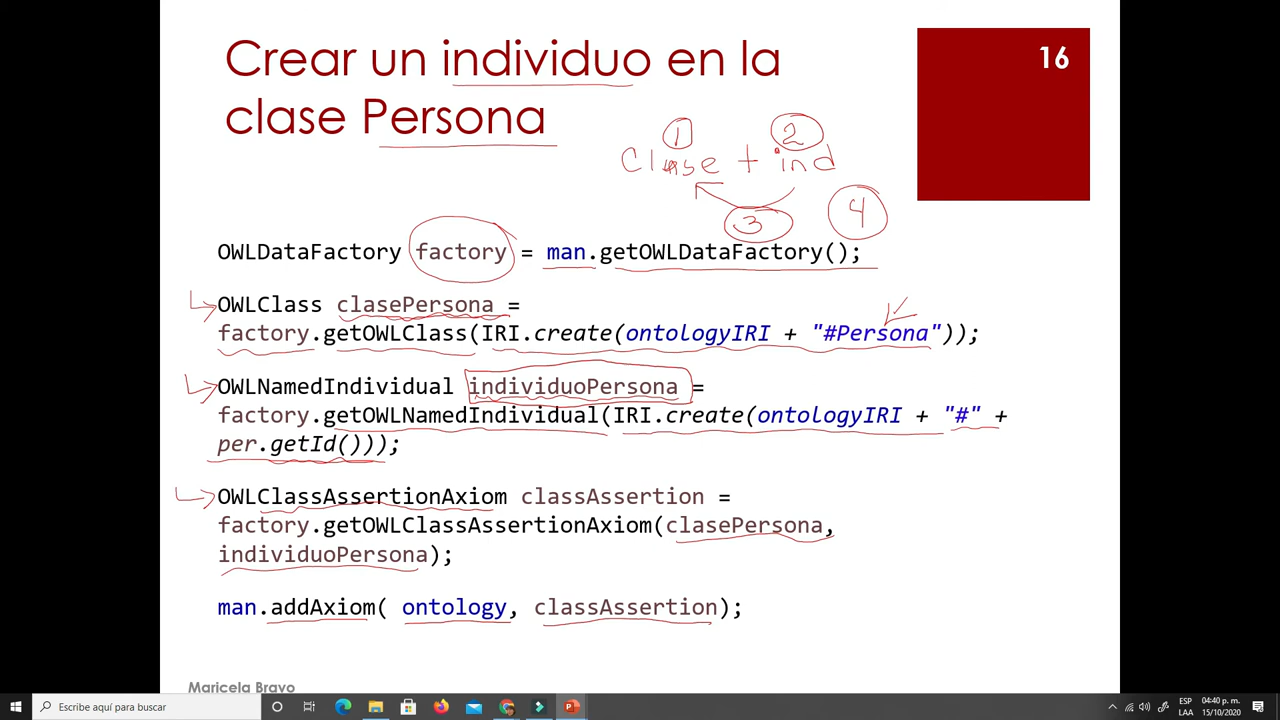 Crear un individuo en la
clase Persona
16
1 2
Clase + ind
3 4
OWLDataFactory factory = man.getOWLDataFactory();
OWLClass clasePersona =
factory.getOWLClass(IRI.create(ontologyIRI + "#Persona"));
OWLNamedIndividual individuoPersona =
factory.getOWLNamedIndividual(IRI.create(ontologyIRI + "#" +
per.getId()));
OWLClassAssertionAxiom classAssertion =
factory.getOWLClassAssertionAxiom(clasePersona,
individuoPersona);
man.addAxiom( ontology, classAssertion);
Maricela Bravo
Escribe aquí para buscar
ESP 04:40 p. m.
LAA 15/10/2020